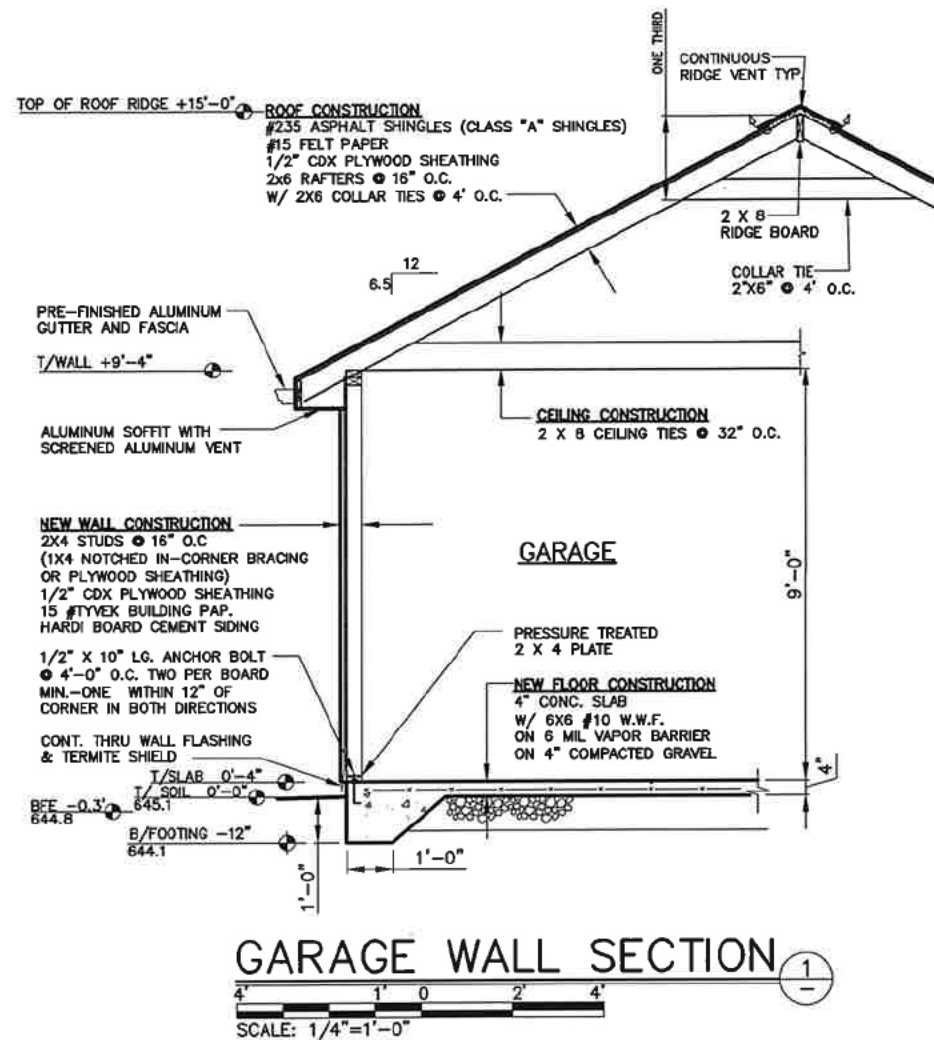 ONE THIRD
CONTINUOUS
RIDGE VENT TYP.
TOP OF ROOF RIDGE +15'-0"
ROOF CONSTRUCTION
#235 ASPHALT SHINGLES (CLASS "A" SHINGLES)
#15 FELT PAPER
1/2" CDX PLYWOOD SHEATHING
2x6 RAFTERS @ 16" O.C.
W/ 2X6 COLLAR TIES @ 4' O.C.
2 X 8
RIDGE BOARD
12
6.5
COLLAR TIE
2"X6" @ 4' O.C.
PRE-FINISHED ALUMINUM
GUTTER AND FASCIA
T/WALL +9'-4"
ALUMINUM SOFFIT WITH
SCREENED ALUMINUM VENT
CEILING CONSTRUCTION
2 X 8 CEILING TIES @ 32" O.C.
NEW WALL CONSTRUCTION
2X4 STUDS @ 16" O.C
(1X4 NOTCHED IN-CORNER BRACING
OR PLYWOOD SHEATHING)
1/2" CDX PLYWOOD SHEATHING
15 #TYVEK BUILDING PAP.
HARDI BOARD CEMENT SIDING
GARAGE
9'-0"
1/2" X 10" LG. ANCHOR BOLT
@ 4'-0" O.C. TWO PER BOARD
MIN.-ONE WITHIN 12" OF
CORNER IN BOTH DIRECTIONS
PRESSURE TREATED
2 X 4 PLATE
NEW FLOOR CONSTRUCTION
4" CONC. SLAB
W/ 6X6 #10 W.W.F.
ON 6 MIL VAPOR BARRIER
ON 4" COMPACTED GRAVEL
CONT. THRU WALL FLASHING
& TERMITE SHIELD
T/SLAB 0'-4"
T/ SOIL 0'-0"
645.1
BFE -0.3'
644.8
B/FOOTING -12"
644.1
4"
1'-0"
1'-0"
GARAGE WALL SECTION
1
-
4' 1' 0 2' 4'
SCALE: 1/4"=1'-0"